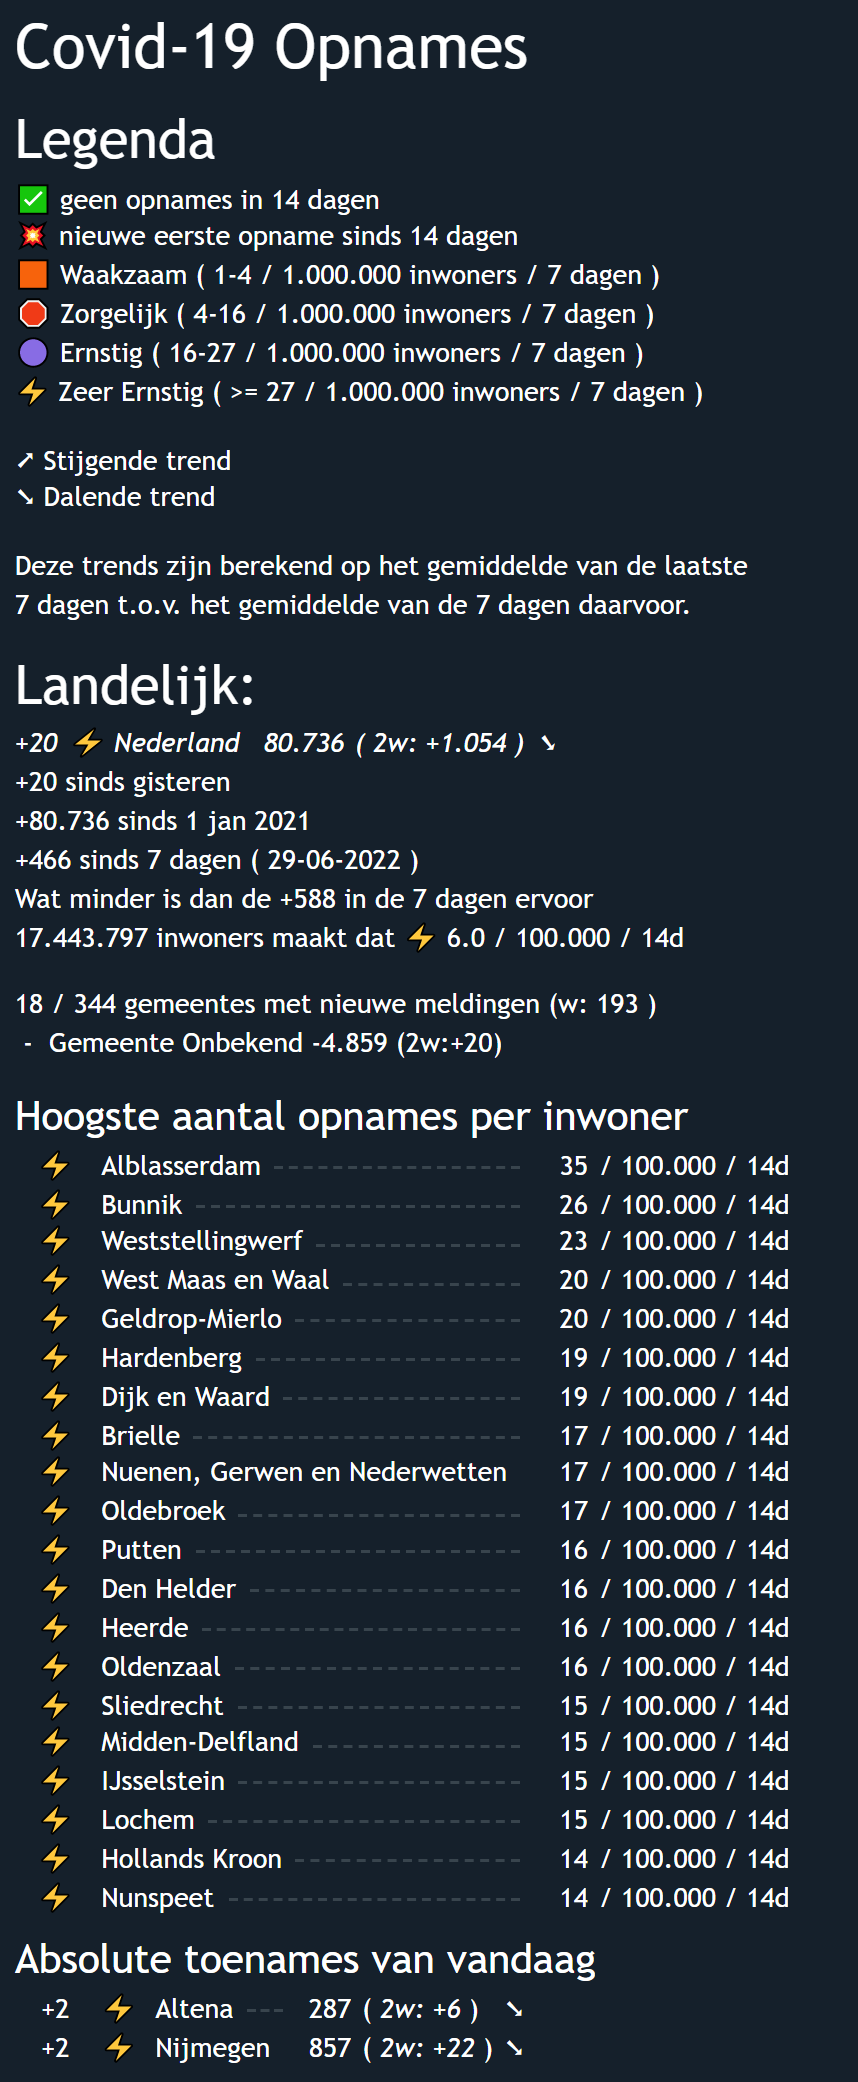 Covid-19 Opnames
Legenda
✅ geen opnames in 14 dagen
💥 nieuwe eerste opname sinds 14 dagen
🟧 Waakzaam ( 1-4 / 1.000.000 inwoners / 7 dagen )
🛑 Zorgelijk ( 4-16 / 1.000.000 inwoners / 7 dagen )
🟣 Ernstig ( 16-27 / 1.000.000 inwoners / 7 dagen )
⚡ Zeer Ernstig ( >= 27 / 1.000.000 inwoners / 7 dagen )
➚ Stijgende trend
➘ Dalende trend
Deze trends zijn berekend op het gemiddelde van de laatste
7 dagen t.o.v. het gemiddelde van de 7 dagen daarvoor.
Landelijk:
+20 ⚡ Nederland 80.736 ( 2w: +1.054 ) ➘
+20 sinds gisteren
+80.736 sinds 1 jan 2021
+466 sinds 7 dagen ( 29-06-2022 )
Wat minder is dan de +588 in de 7 dagen ervoor
17.443.797 inwoners maakt dat ⚡ 6.0 / 100.000 / 14d
18 / 344 gemeentes met nieuwe meldingen (w: 193 )
- Gemeente Onbekend -4.859 (2w:+20)
Hoogste aantal opnames per inwoner
⚡ Alblasserdam 35 / 100.000 / 14d
⚡ Bunnik 26 / 100.000 / 14d
⚡ Weststellingwerf 23 / 100.000 / 14d
⚡ West Maas en Waal 20 / 100.000 / 14d
⚡ Geldrop-Mierlo 20 / 100.000 / 14d
⚡ Hardenberg 19 / 100.000 / 14d
⚡ Dijk en Waard 19 / 100.000 / 14d
⚡ Brielle 17 / 100.000 / 14d
⚡ Nuenen, Gerwen en Nederwetten 17 / 100.000 / 14d
⚡ Oldebroek 17 / 100.000 / 14d
⚡ Putten 16 / 100.000 / 14d
⚡ Den Helder 16 / 100.000 / 14d
⚡ Heerde 16 / 100.000 / 14d
⚡ Oldenzaal 16 / 100.000 / 14d
⚡ Sliedrecht 15 / 100.000 / 14d
⚡ Midden-Delfland 15 / 100.000 / 14d
⚡ IJsselstein 15 / 100.000 / 14d
⚡ Lochem 15 / 100.000 / 14d
⚡ Hollands Kroon 14 / 100.000 / 14d
⚡ Nunspeet 14 / 100.000 / 14d
Absolute toenames van vandaag
+2 ⚡ Altena --- 287 ( 2w: +6 ) ➘
+2 ⚡ Nijmegen 857 ( 2w: +22 ) ➘